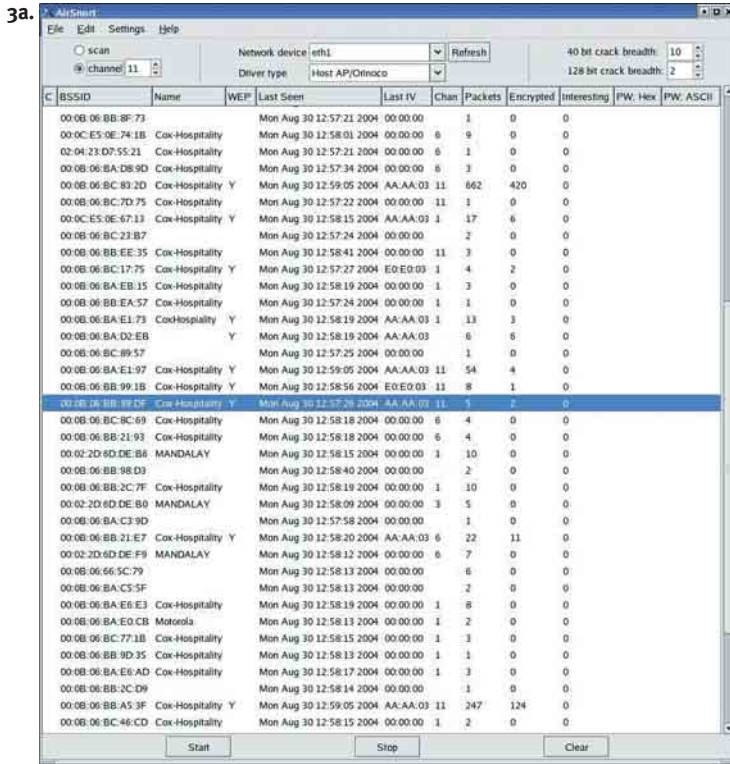 3a.
AirSnort
File Edit Settings Help
scan
channel 11
Network device eth1 Refresh
Driver type Host AP/Orinoco
40 bit crack breadth: 10
128 bit crack breadth: 2
C BSSID Name WEP Last Seen Last IV Chan Packets Encrypted Interesting PW: Hex PW: ASCII
00:0B:06:BB:8F:73 Mon Aug 30 12:57:21 2004 00:00:00 1 0 0
00:0C:E5:0E:74:1B Cox-Hospitality Mon Aug 30 12:58:01 2004 00:00:00 6 9 0 0
02:04:23:D7:55:21 Cox-Hospitality Mon Aug 30 12:57:21 2004 00:00:00 6 1 0 0
00:0B:06:BA:D8:9D Cox-Hospitality Mon Aug 30 12:57:34 2004 00:00:00 6 3 0 0
00:0B:06:BC:83:2D Cox-Hospitality Y Mon Aug 30 12:59:05 2004 AA:AA:03 11 662 420 0
00:0B:06:BC:7D:75 Cox-Hospitality Mon Aug 30 12:57:22 2004 00:00:00 11 1 0 0
00:0C:E5:0E:67:13 Cox-Hospitality Y Mon Aug 30 12:58:15 2004 AA:AA:03 1 17 6 0
00:0B:06:BC:23:B7 Mon Aug 30 12:57:24 2004 00:00:00 2 0 0
00:0B:06:BB:EE:35 Cox-Hospitality Mon Aug 30 12:58:41 2004 00:00:00 11 3 0 0
00:0B:06:BC:17:75 Cox-Hospitality Y Mon Aug 30 12:57:27 2004 E0:E0:03 1 4 2 0
00:0B:06:BA:EB:15 Cox-Hospitality Mon Aug 30 12:58:19 2004 00:00:00 1 3 0 0
00:0B:06:BB:EA:57 Cox-Hospitality Mon Aug 30 12:57:24 2004 00:00:00 1 1 0 0
00:0B:06:BA:E1:73 CoxHospiality Y Mon Aug 30 12:58:19 2004 AA:AA:03 1 13 3 0
00:0B:06:BA:D2:EB Y Mon Aug 30 12:58:19 2004 AA:AA:03 6 6 0
00:0B:06:BC:89:57 Mon Aug 30 12:57:25 2004 00:00:00 1 0 0
00:0B:06:BA:E1:97 Cox-Hospitality Y Mon Aug 30 12:59:05 2004 AA:AA:03 11 54 4 0
00:0B:06:BB:99:1B Cox-Hospitality Y Mon Aug 30 12:58:56 2004 E0:E0:03 11 8 1 0
00:0B:06:BB:98:DF Cox-Hospitality Y Mon Aug 30 12:57:26 2004 AA:AA:03 11 5 2 0
00:0B:06:BC:8C:69 Cox-Hospitality Mon Aug 30 12:58:18 2004 00:00:00 6 4 0 0
00:0B:06:BB:21:93 Cox-Hospitality Mon Aug 30 12:58:18 2004 00:00:00 6 4 0 0
00:02:2D:6D:DE:B8 MANDALAY Mon Aug 30 12:58:15 2004 00:00:00 1 10 0 0
00:0B:06:BB:98:D3 Mon Aug 30 12:58:40 2004 00:00:00 2 0 0
00:0B:06:BB:2C:7F Cox-Hospitality Mon Aug 30 12:58:19 2004 00:00:00 1 10 0 0
00:02:2D:6D:DE:B0 MANDALAY Mon Aug 30 12:58:09 2004 00:00:00 3 5 0 0
00:0B:06:BA:C3:9D Mon Aug 30 12:57:58 2004 00:00:00 1 0 0
00:0B:06:BB:21:E7 Cox-Hospitality Y Mon Aug 30 12:58:20 2004 AA:AA:03 6 22 11 0
00:02:2D:6D:DE:F9 MANDALAY Mon Aug 30 12:58:12 2004 00:00:00 6 7 0 0
00:0B:06:66:5C:79 Mon Aug 30 12:58:13 2004 00:00:00 6 0 0
00:0B:06:BA:C5:5F Mon Aug 30 12:58:13 2004 00:00:00 2 0 0
00:0B:06:BA:E6:E3 Cox-Hospitality Mon Aug 30 12:58:19 2004 00:00:00 1 8 0 0
00:0B:06:BA:E0:CB Motorola Mon Aug 30 12:58:13 2004 00:00:00 1 2 0 0
00:0B:06:BC:77:1B Cox-Hospitality Mon Aug 30 12:58:15 2004 00:00:00 1 3 0 0
00:0B:06:BB:9D:35 Cox-Hospitality Mon Aug 30 12:58:13 2004 00:00:00 1 1 0 0
00:0B:06:BA:E6:AD Cox-Hospitality Mon Aug 30 12:58:17 2004 00:00:00 1 3 0 0
00:0B:06:BB:2C:D9 Mon Aug 30 12:58:14 2004 00:00:00 1 0 0
00:0B:06:BB:A5:3F Cox-Hospitality Y Mon Aug 30 12:59:05 2004 AA:AA:03 11 247 124 0
00:0B:06:BC:46:CD Cox-Hospitality Mon Aug 30 12:58:15 2004 00:00:00 1 2 0 0
Start Stop Clear